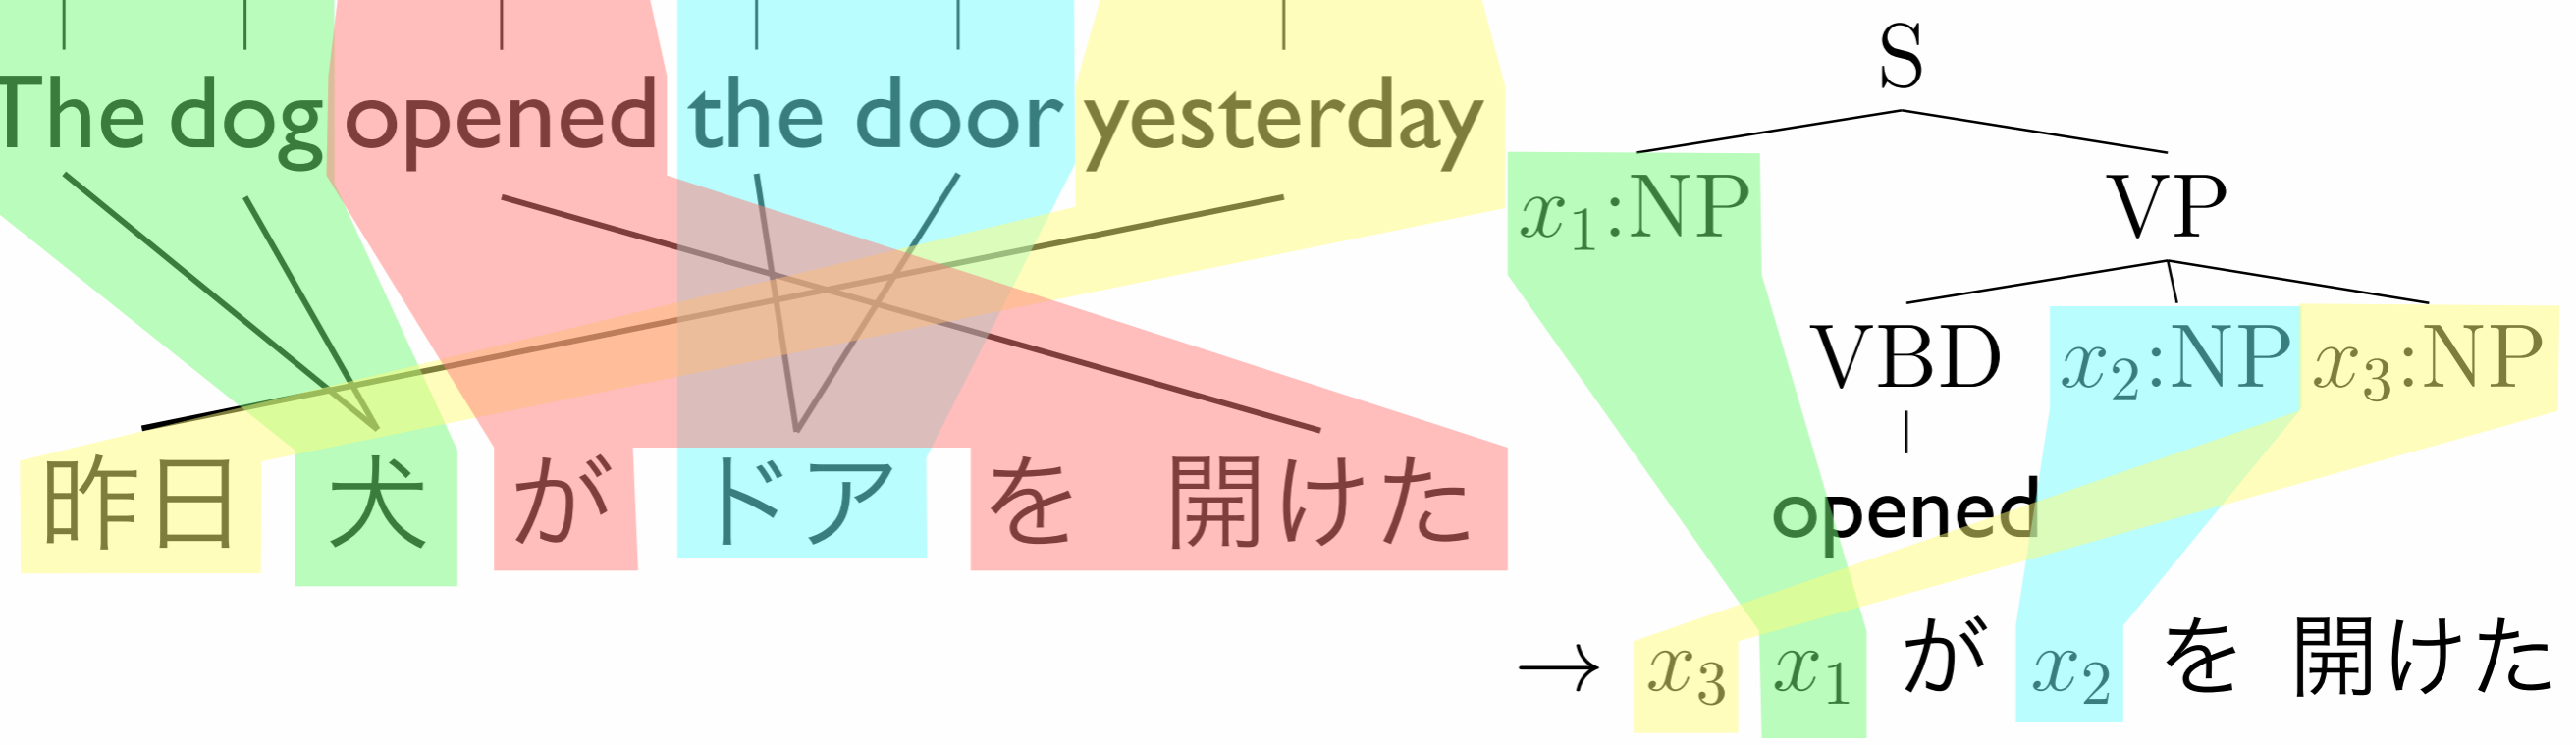 The dog opened the door yesterday
昨日 犬 が ドア を 開けた
S
x1:NP VP
VBD x2:NP x3:NP
opened
→ x3 x1 が x2 を 開けた